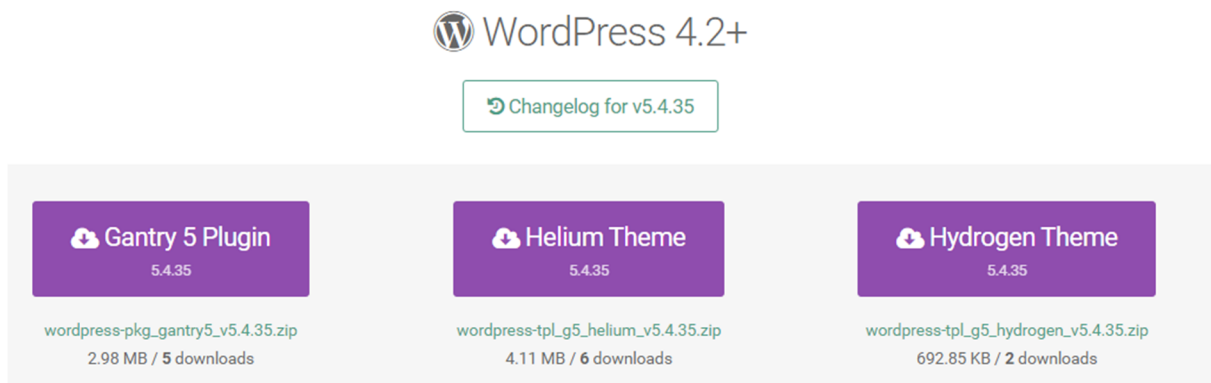 WordPress 4.2+
Changelog for v5.4.35
Gantry 5 Plugin
5.4.35
wordpress-pkg_gantry5_v5.4.35.zip
2.98 MB / 5 downloads
Helium Theme
5.4.35
wordpress-tpl_g5_helium_v5.4.35.zip
4.11 MB / 6 downloads
Hydrogen Theme
5.4.35
wordpress-tpl_g5_hydrogen_v5.4.35.zip
692.85 KB / 2 downloads